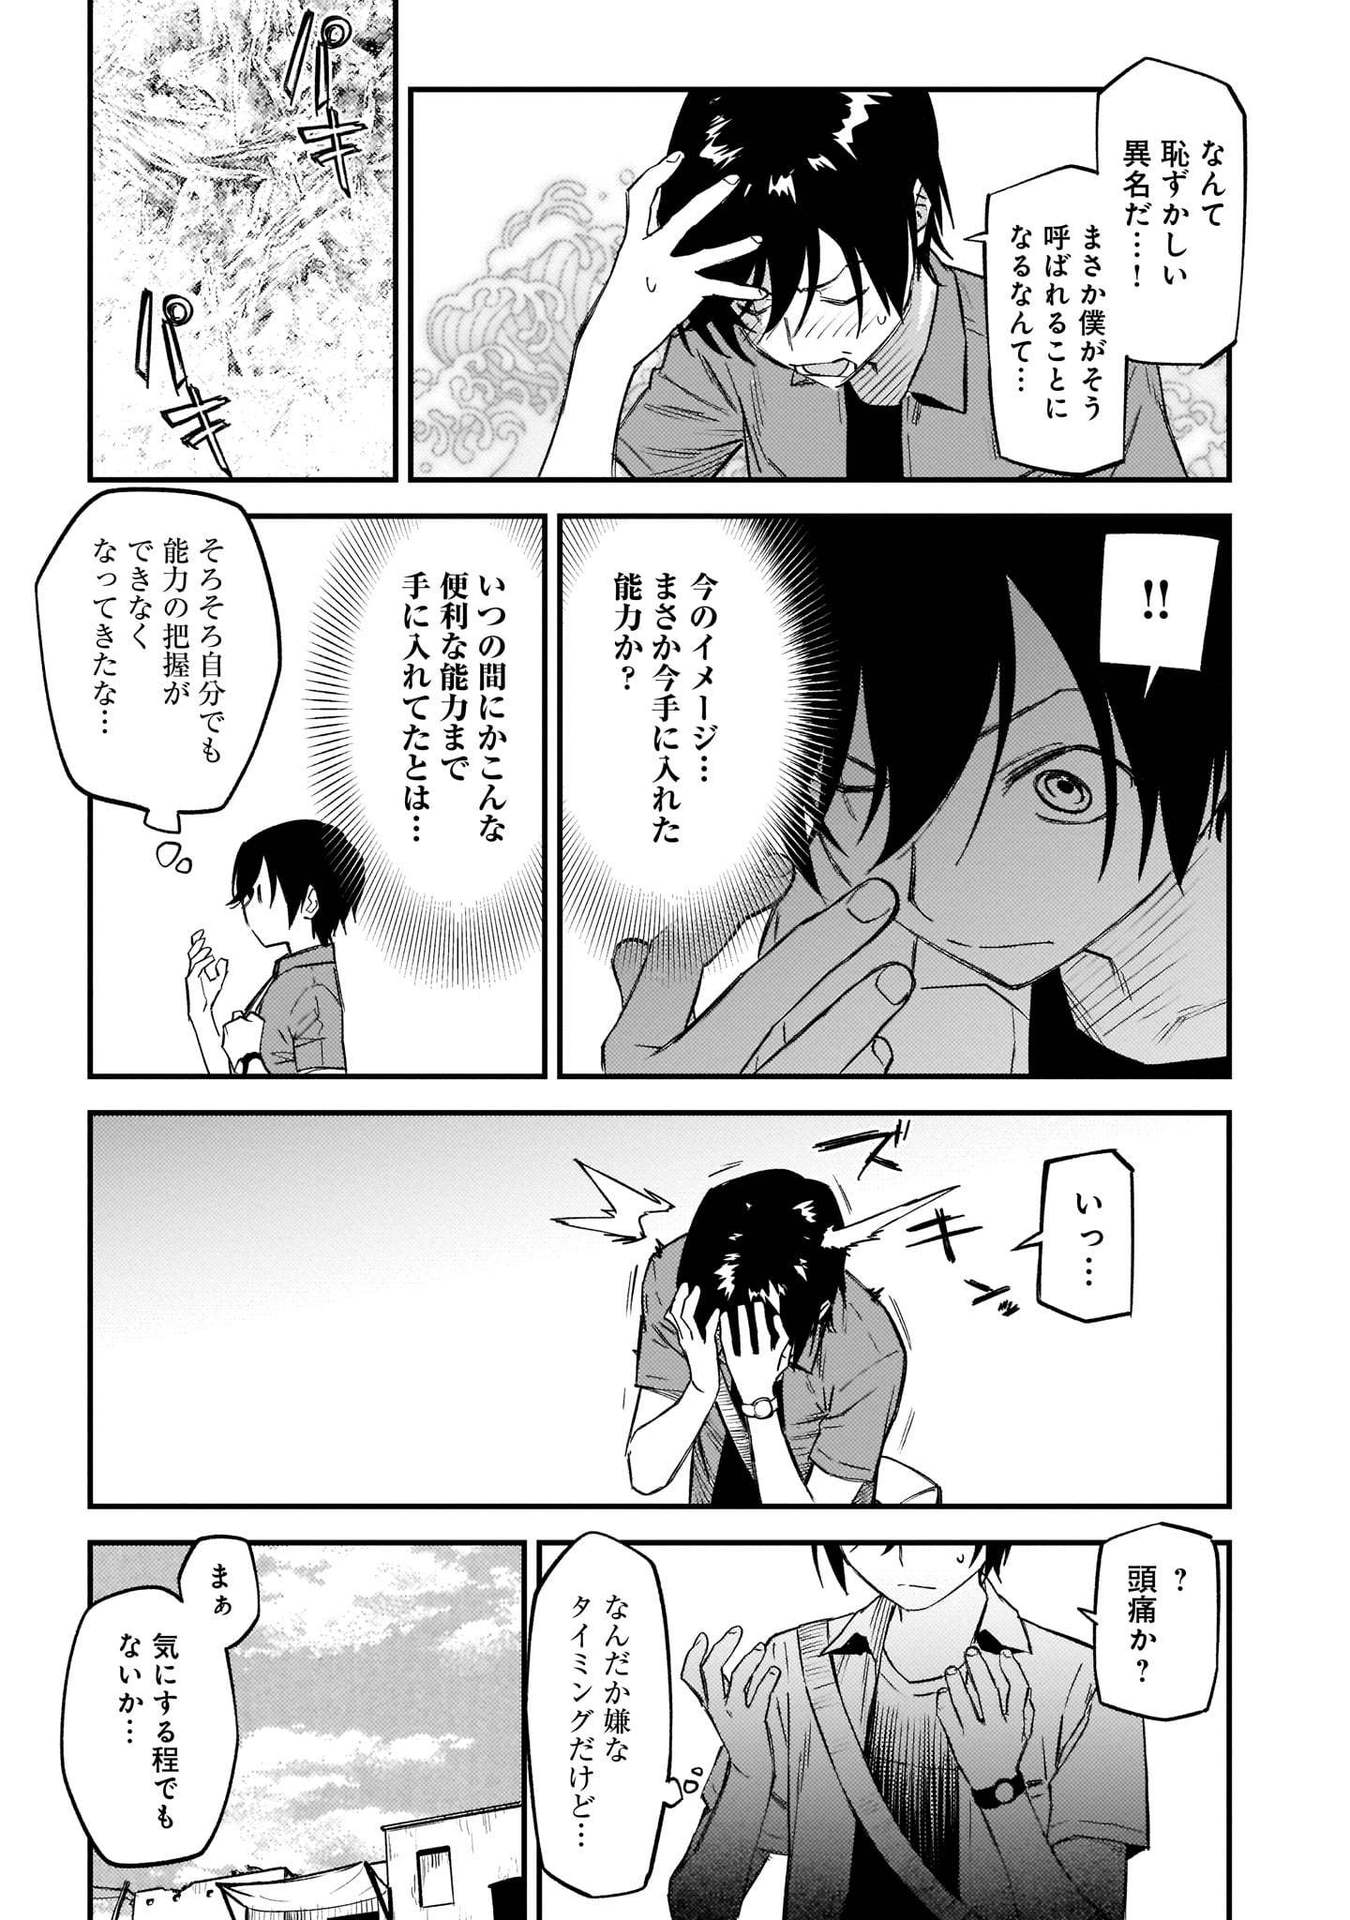 なんて
恥ずかしい
異名だ…！
まさか僕がそう
呼ばれることに
なるなんて…
パキ
パキ
!!
今のイメージ…
まさか今手に入れた
能力か？
いつの間にかこんな
便利な能力まで
手に入れてたとは…
そろそろ自分でも
能力の把握が
できなく
なってきたな…
いっ…
ズキン
？
頭痛か？
なんだか嫌な
タイミングだけど…
まぁ
気にする程でも
ないか…